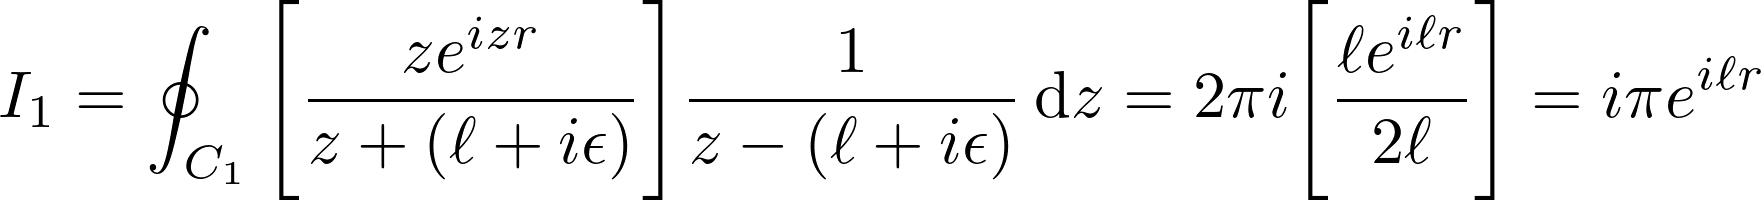 $I_1 = \oint_{C_1} \left[ \frac{ze^{izr}}{z + (\ell + i\epsilon)} \right] \frac{1}{z - (\ell + i\epsilon)} \, \mathrm{d}z = 2\pi i \left[ \frac{\ell e^{i\ell r}}{2\ell} \right] = i\pi e^{i\ell r}$